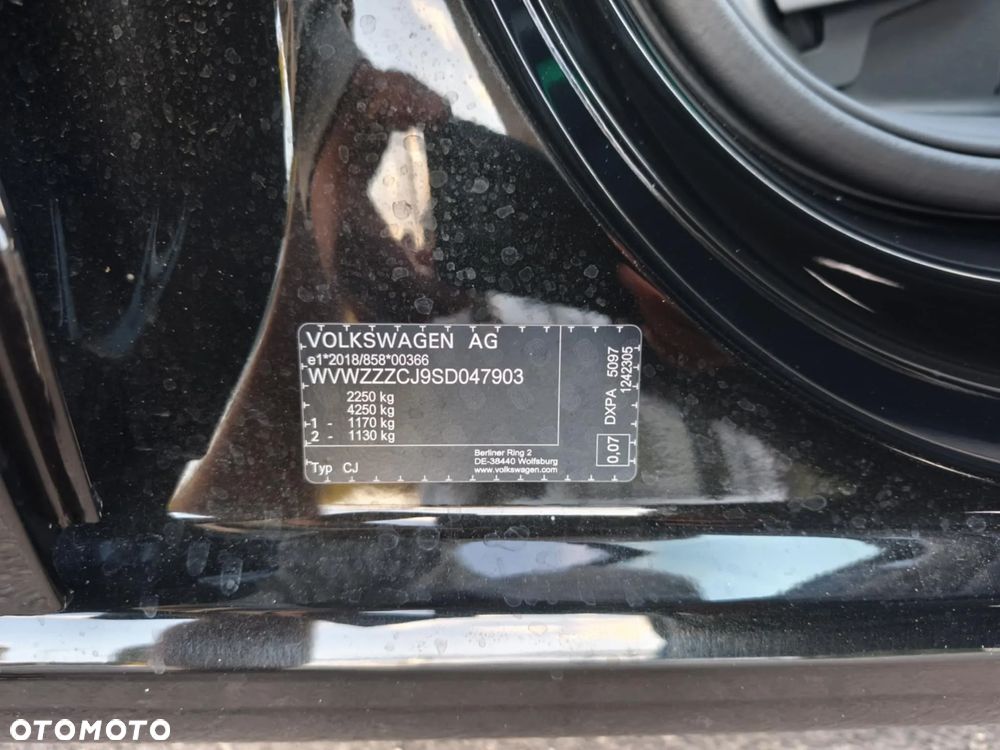 VOLKSWAGEN AG
e1*2018/858*00366
WVWZZZCJ9SD047903
2250 kg
4250 kg
1 - 1170 kg
2 - 1130 kg
Berliner Ring 2
DE-38440 Wolfsburg
www.volkswagen.com
Typ CJ
DXPA 5097
1242305
0,07
OTOMOTO